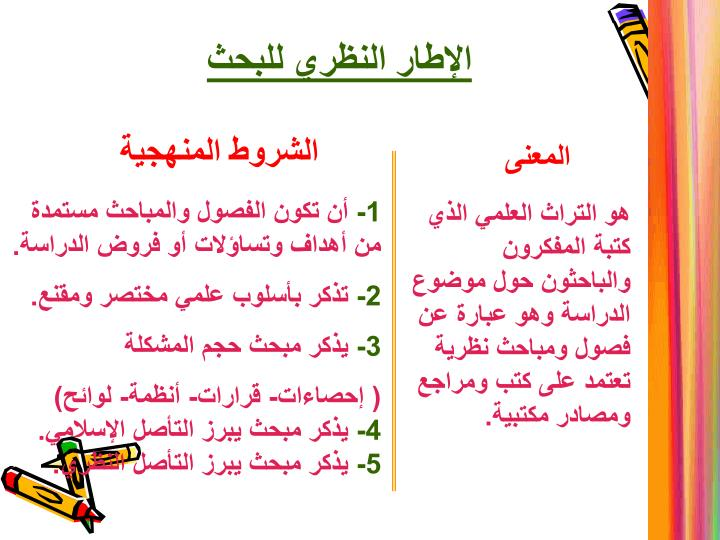 الإطار النظري للبحث
المعنى
هو التراث العلمي الذي
كتبة المفكرون
والباحثون حول موضوع
الدراسة وهو عبارة عن
فصول ومباحث نظرية
تعتمد على كتب ومراجع
ومصادر مكتبية.
الشروط المنهجية
1- أن تكون الفصول والمباحث مستمدة
من أهداف وتساؤلات أو فروض الدراسة.
2- تذكر بأسلوب علمي مختصر ومقنع.
3- يذكر مبحث حجم المشكلة
( إحصاءات- قرارات- أنظمة- لوائح)
4- يذكر مبحث يبرز التأصل الإسلامي.
5- يذكر مبحث يبرز التأصل النظري.